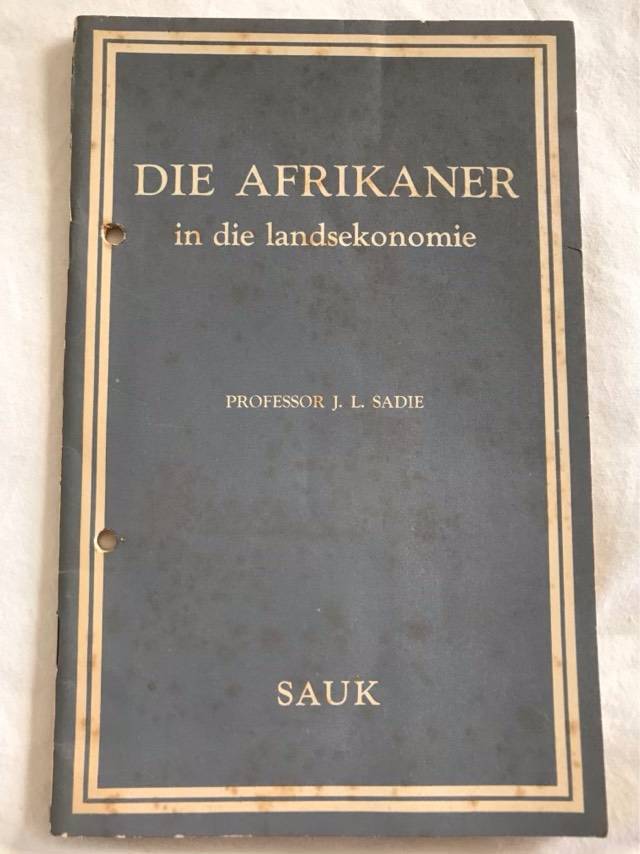 DIE AFRIKANER
in die landsekonomie
PROFESSOR J. L. SADIE
SAUK